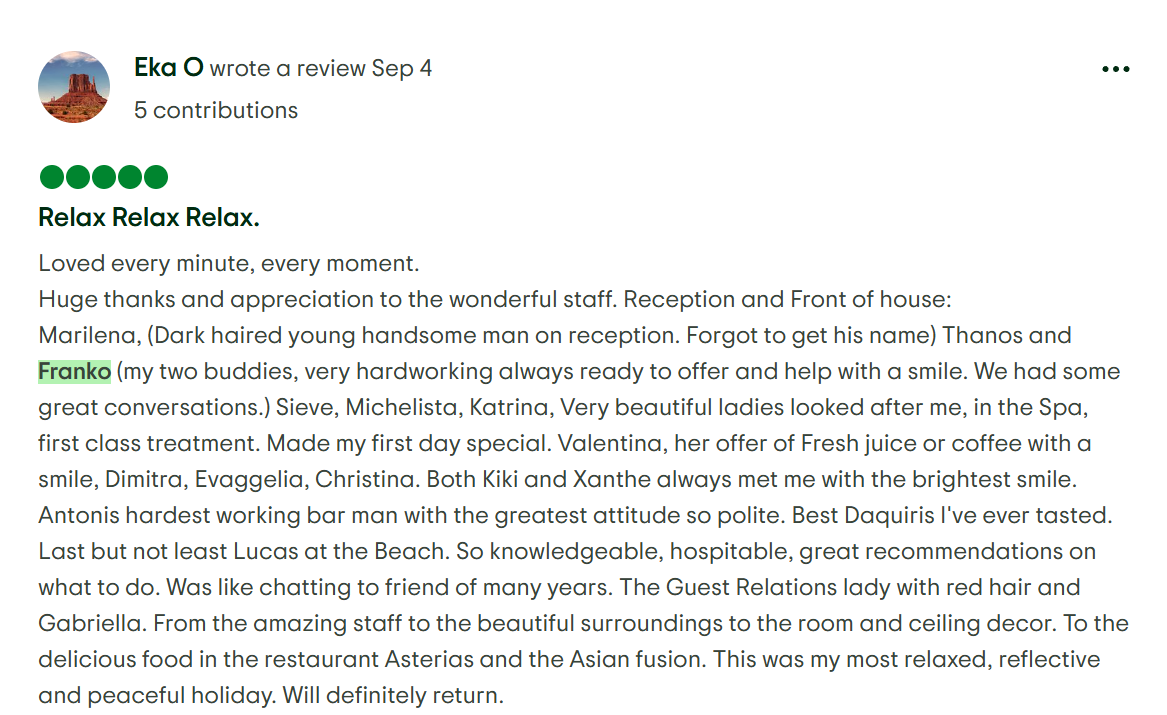 Eka O wrote a review Sep 4
5 contributions
Relax Relax Relax.
Loved every minute, every moment.
Huge thanks and appreciation to the wonderful staff. Reception and Front of house:
Marilena, (Dark haired young handsome man on reception. Forgot to get his name) Thanos and
Franko (my two buddies, very hardworking always ready to offer and help with a smile. We had some
great conversations.) Sieve, Michelista, Katrina, Very beautiful ladies looked after me, in the Spa,
first class treatment. Made my first day special. Valentina, her offer of Fresh juice or coffee with a
smile, Dimitra, Evaggelia, Christina. Both Kiki and Xanthe always met me with the brightest smile.
Antonis hardest working bar man with the greatest attitude so polite. Best Daquiris I've ever tasted.
Last but not least Lucas at the Beach. So knowledgeable, hospitable, great recommendations on
what to do. Was like chatting to friend of many years. The Guest Relations lady with red hair and
Gabriella. From the amazing staff to the beautiful surroundings to the room and ceiling decor. To the
delicious food in the restaurant Asterias and the Asian fusion. This was my most relaxed, reflective
and peaceful holiday. Will definitely return.